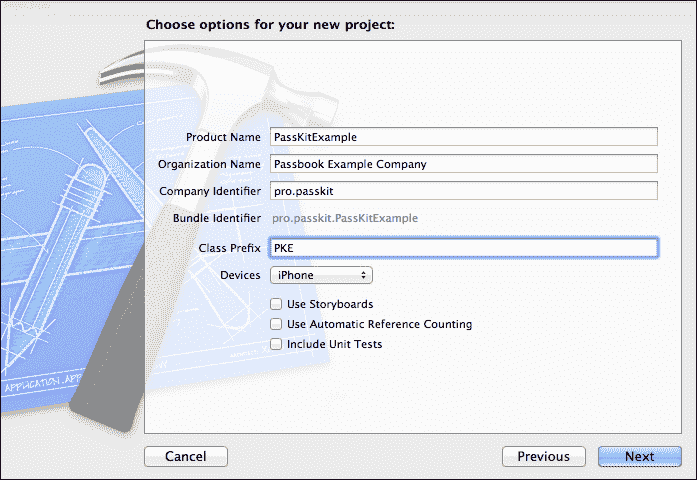 Choose options for your new project:
Product Name PassKitExample
Organization Name Passbook Example Company
Company Identifier pro.passkit
Bundle Identifier pro.passkit.PassKitExample
Class Prefix PKE
Devices iPhone
Use Storyboards
Use Automatic Reference Counting
Include Unit Tests
APPLICATION.APP
Cancel Previous Next